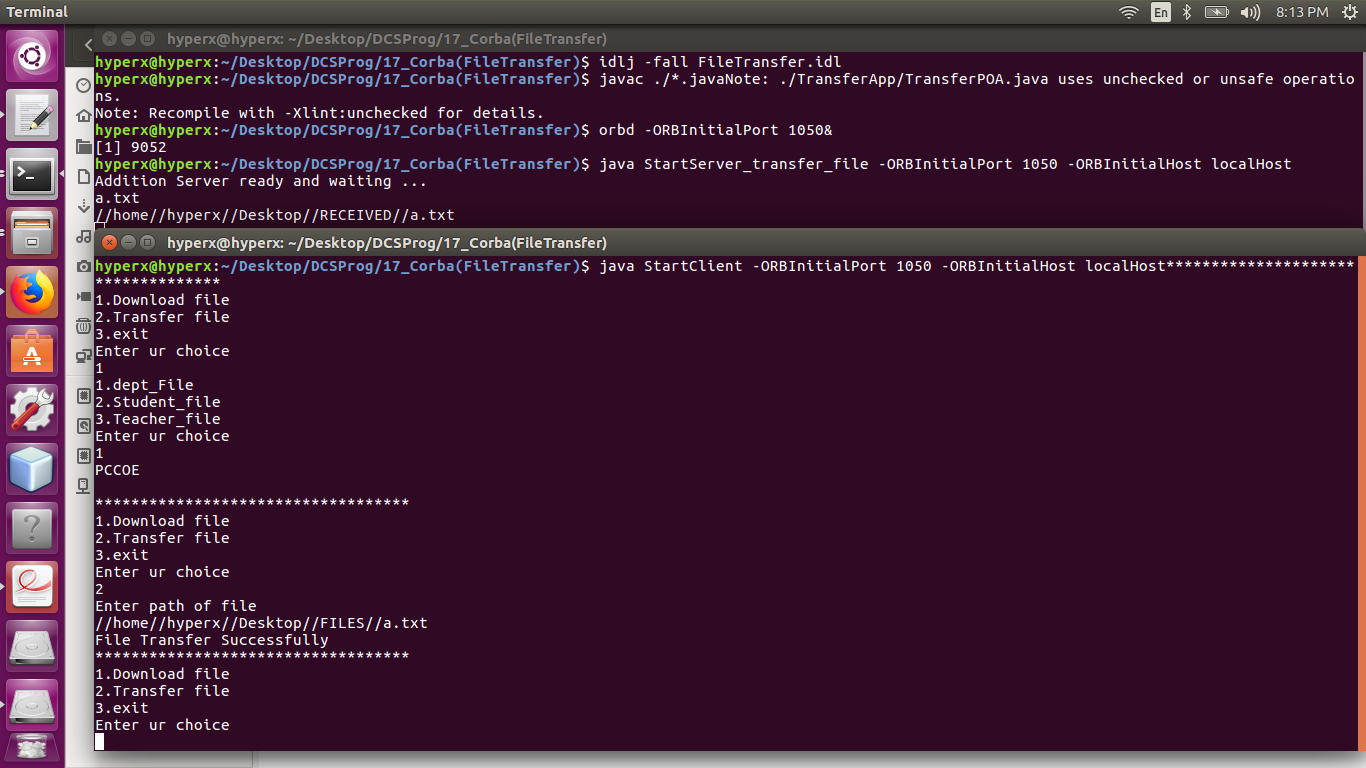 Terminal
En
8:13 PM
hyperx@hyperx: ~/Desktop/DCSProg/17_Corba(FileTransfer)
hyperx@hyperx:~/Desktop/DCSProg/17_Corba(FileTransfer)$ idlj -fall FileTransfer.idl
hyperx@hyperx:~/Desktop/DCSProg/17_Corba(FileTransfer)$ javac ./*.javaNote: ./TransferApp/TransferPOA.java uses unchecked or unsafe operatio
ns.
Note: Recompile with -Xlint:unchecked for details.
hyperx@hyperx:~/Desktop/DCSProg/17_Corba(FileTransfer)$ orbd -ORBInitialPort 1050&
[1] 9052
hyperx@hyperx:~/Desktop/DCSProg/17_Corba(FileTransfer)$ java StartServer_transfer_file -ORBInitialPort 1050 -ORBInitialHost localHost
Addition Server ready and waiting ...
a.txt
//home//hyperx//Desktop//RECEIVED//a.txt
hyperx@hyperx: ~/Desktop/DCSProg/17_Corba(FileTransfer)
hyperx@hyperx:~/Desktop/DCSProg/17_Corba(FileTransfer)$ java StartClient -ORBInitialPort 1050 -ORBInitialHost localHost*********************
**************
1.Download file
2.Transfer file
3.exit
Enter ur choice
1
1.dept_File
2.Student_file
3.Teacher_file
Enter ur choice
1
PCCOE
***********************************
1.Download file
2.Transfer file
3.exit
Enter ur choice
2
Enter path of file
//home//hyperx//Desktop//FILES//a.txt
File Transfer Successfully
***********************************
1.Download file
2.Transfer file
3.exit
Enter ur choice